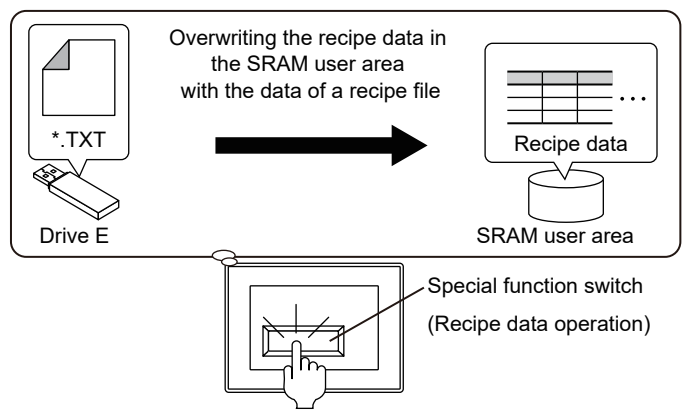 Overwriting the recipe data in
the SRAM user area
with the data of a recipe file
*.TXT
Recipe data
Drive E
SRAM user area
Special function switch
(Recipe data operation)